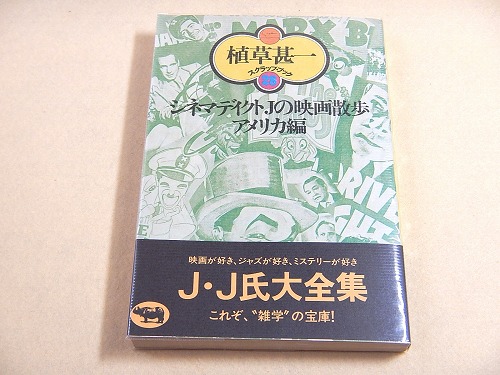 MARX B
植草甚一
スクラップ・ブック
シネマディクトJの映画散歩
アメリカ編
RIVE
GHT
映画が好き、ジャズが好き、ミステリーが好き
J・J氏大全集
これぞ、“雑学”の宝庫!